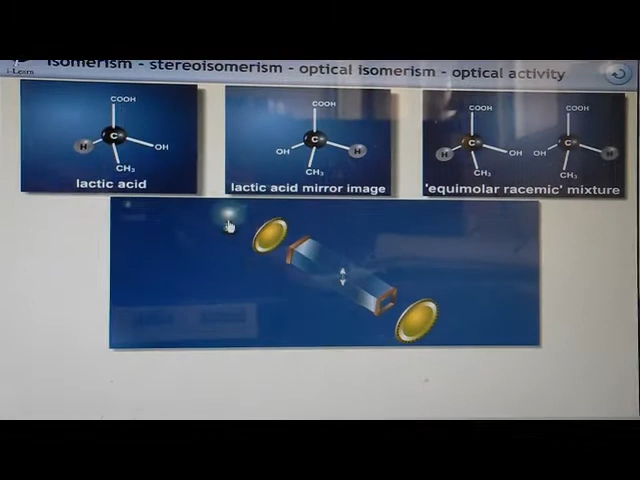 isomerism - stereoisomerism - optical isomerism - optical activity
i-Learn
COOH
H
C
OH
CH₃
lactic acid
COOH
C
OH
H
CH₃
lactic acid mirror image
COOH
COOH
C
C
H
OH
OH
H
CH₃
CH₃
'equimolar racemic' mixture